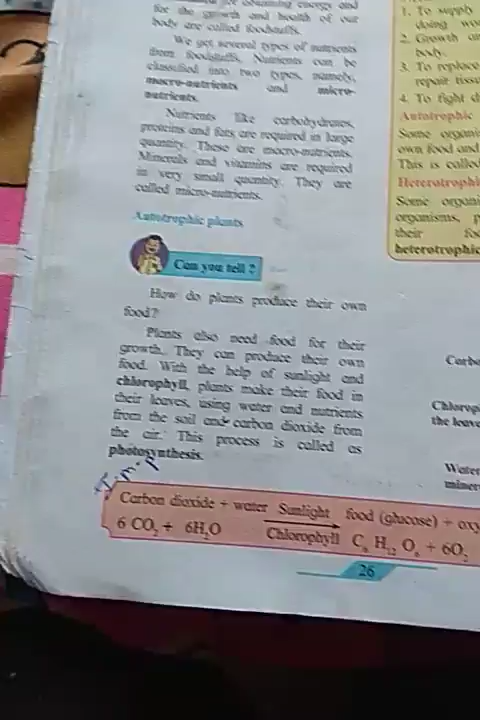 for the growth and health of our
body are called foodstuffs.
We get several types of nutrients
from foodstuffs. Nutrients can be
classified into two types, namely,
macro-nutrients and micro-
nutrients.
Nutrients like carbohydrates,
proteins and fats are required in large
quantity. These are macro-nutrients.
Minerals and vitamins are required
in very small quantity. They are
called micro-nutrients.
Autotrophic plants
Can you tell ?
How do plants produce their own
food?
Plants also need food for their
growth. They can produce their own
food. With the help of sunlight and
chlorophyll, plants make their food in
their leaves, using water and nutrients
from the soil and carbon dioxide from
the air. This process is called as
photosynthesis.
Imp
Carbon dioxide + water Sunlight food (glucose) + oxy
6 CO₂ + 6H₂O Chlorophyll C₆ H₁₂ O₆ + 6O₂
26
1. To supply
doing wo
2. Growth
body.
3. To replace
repair tissu
4. To fight d
Autotrophic
Some organi
own food and
This is called
Heterotrophi
Some organi
organisms, p
their foo
heterotrophic
Carbo
Chlorop
the leave
Water
miner